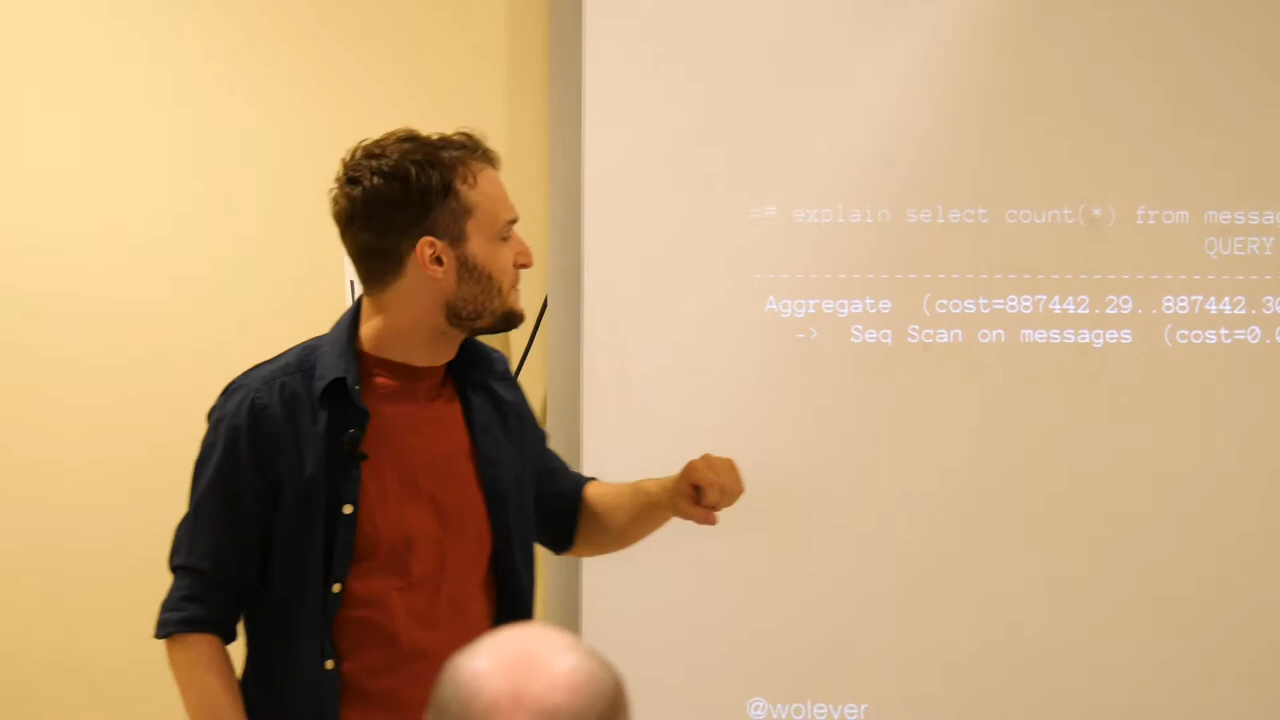 =# explain select count(*) from messag
QUERY
Aggregate (cost=887442.29..887442.30
-> Seq Scan on messages (cost=0.0
@wolever